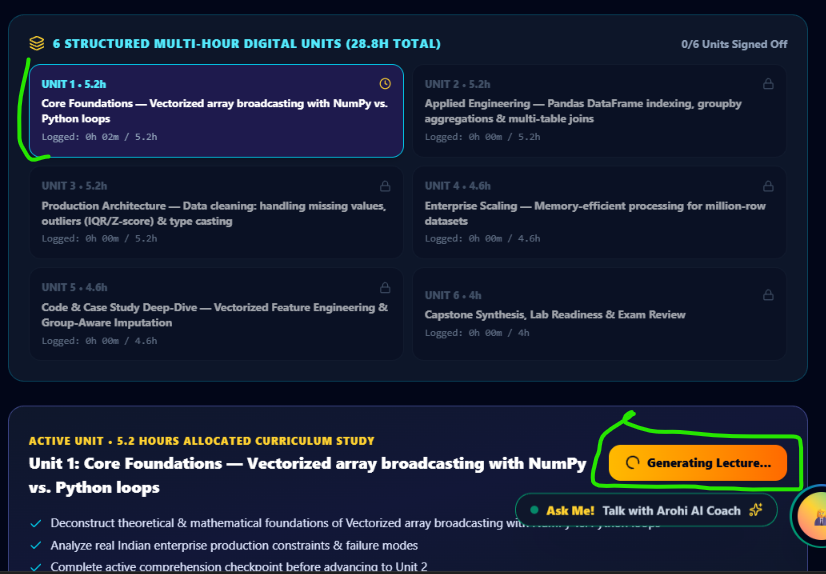 6 STRUCTURED MULTI-HOUR DIGITAL UNITS (28.8H TOTAL)
0/6 Units Signed Off
UNIT 1 • 5.2h
Core Foundations — Vectorized array broadcasting with NumPy vs.
Python loops
Logged: 0h 02m / 5.2h
UNIT 2 • 5.2h
Applied Engineering — Pandas DataFrame indexing, groupby
aggregations & multi-table joins
Logged: 0h 00m / 5.2h
UNIT 3 • 5.2h
Production Architecture — Data cleaning: handling missing values,
outliers (IQR/Z-score) & type casting
Logged: 0h 00m / 5.2h
UNIT 4 • 4.6h
Enterprise Scaling — Memory-efficient processing for million-row
datasets
Logged: 0h 00m / 4.6h
UNIT 5 • 4.6h
Code & Case Study Deep-Dive — Vectorized Feature Engineering &
Group-Aware Imputation
Logged: 0h 00m / 4.6h
UNIT 6 • 4h
Capstone Synthesis, Lab Readiness & Exam Review
Logged: 0h 00m / 4h
ACTIVE UNIT • 5.2 HOURS ALLOCATED CURRICULUM STUDY
Unit 1: Core Foundations — Vectorized array broadcasting with NumPy
vs. Python loops
Generating Lecture...
Ask Me! Talk with Arohi AI Coach
Deconstruct theoretical & mathematical foundations of Vectorized array broadcasting with
Analyze real Indian enterprise production constraints & failure modes
Complete active comprehension checkpoint before advancing to Unit 2